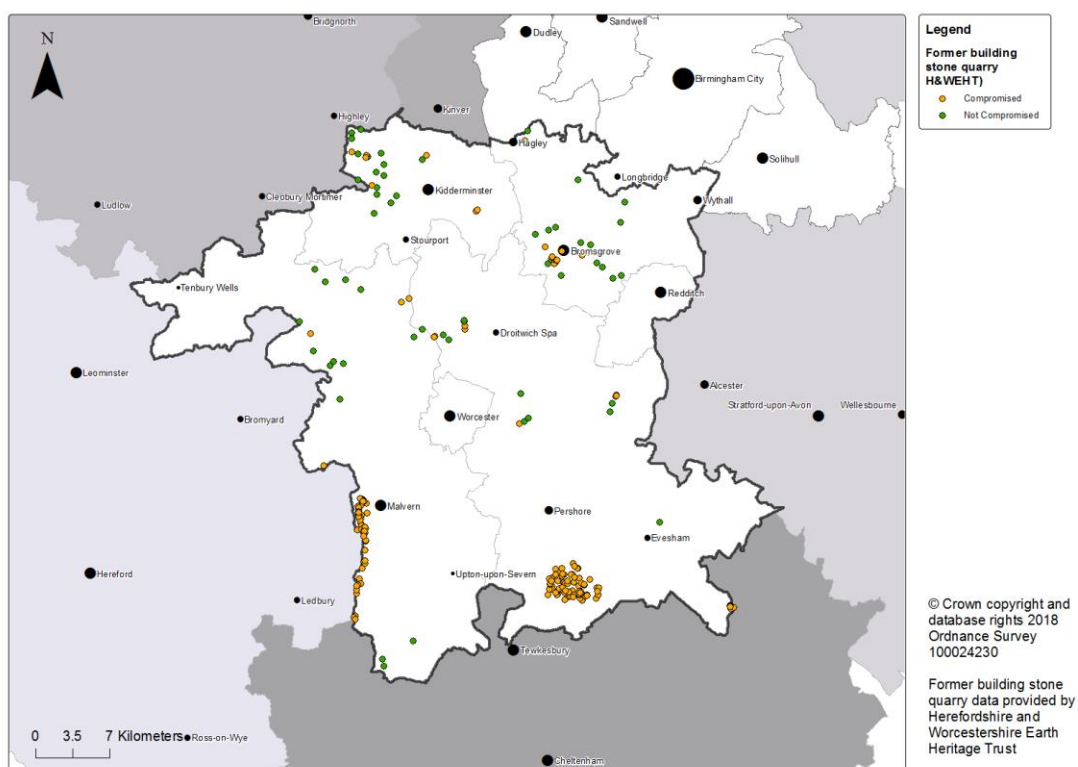 Bridgnorth
Sandwell
Dudley
N
Birmingham City
Kinver
Highley
Hagley
Solihull
Longbridge
Kidderminster
Cleobury Mortimer
Wythall
Ludlow
Stourport
Bromsgrove
Tenbury Wells
Redditch
Droitwich Spa
Leominster
Alcester
Stratford-upon-Avon
Wellesbourne
Worcester
Bromyard
Malvern
Pershore
Evesham
Hereford
Upton-upon-Severn
Ledbury
Tewkesbury
0 3.5 7 Kilometers
Ross-on-Wye
Cheltenham
Legend
Former building
stone quarry
H&WEHT)
Compromised
Not Compromised
© Crown copyright and
database rights 2018
Ordnance Survey
100024230
Former building stone
quarry data provided by
Herefordshire and
Worcestershire Earth
Heritage Trust